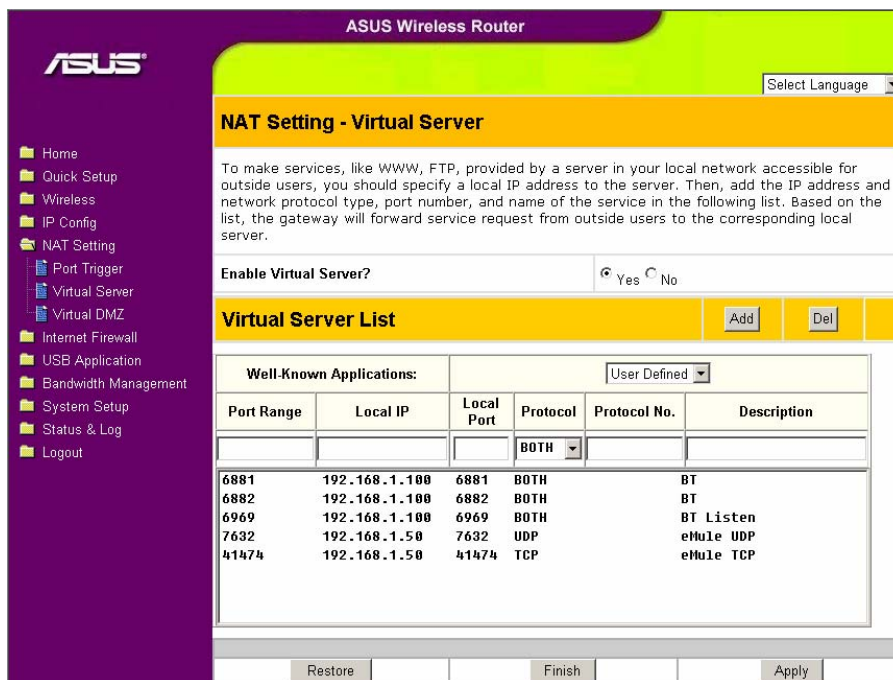 ASUS Wireless Router
ASUS
Select Language
Home
Quick Setup
Wireless
IP Config
NAT Setting
Port Trigger
Virtual Server
Virtual DMZ
Internet Firewall
USB Application
Bandwidth Management
System Setup
Status & Log
Logout
NAT Setting - Virtual Server
To make services, like WWW, FTP, provided by a server in your local network accessible for
outside users, you should specify a local IP address to the server. Then, add the IP address and
network protocol type, port number, and name of the service in the following list. Based on the
list, the gateway will forward service request from outside users to the corresponding local
server.
Enable Virtual Server? Yes No
Virtual Server List Add Del
Well-Known Applications: User Defined
Port Range Local IP Local Port Protocol Protocol No. Description
BOTH
6881 192.168.1.100 6881 BOTH BT
6882 192.168.1.100 6882 BOTH BT
6969 192.168.1.100 6969 BOTH BT Listen
7632 192.168.1.50 7632 UDP eMule UDP
41474 192.168.1.50 41474 TCP eMule TCP
Restore Finish Apply